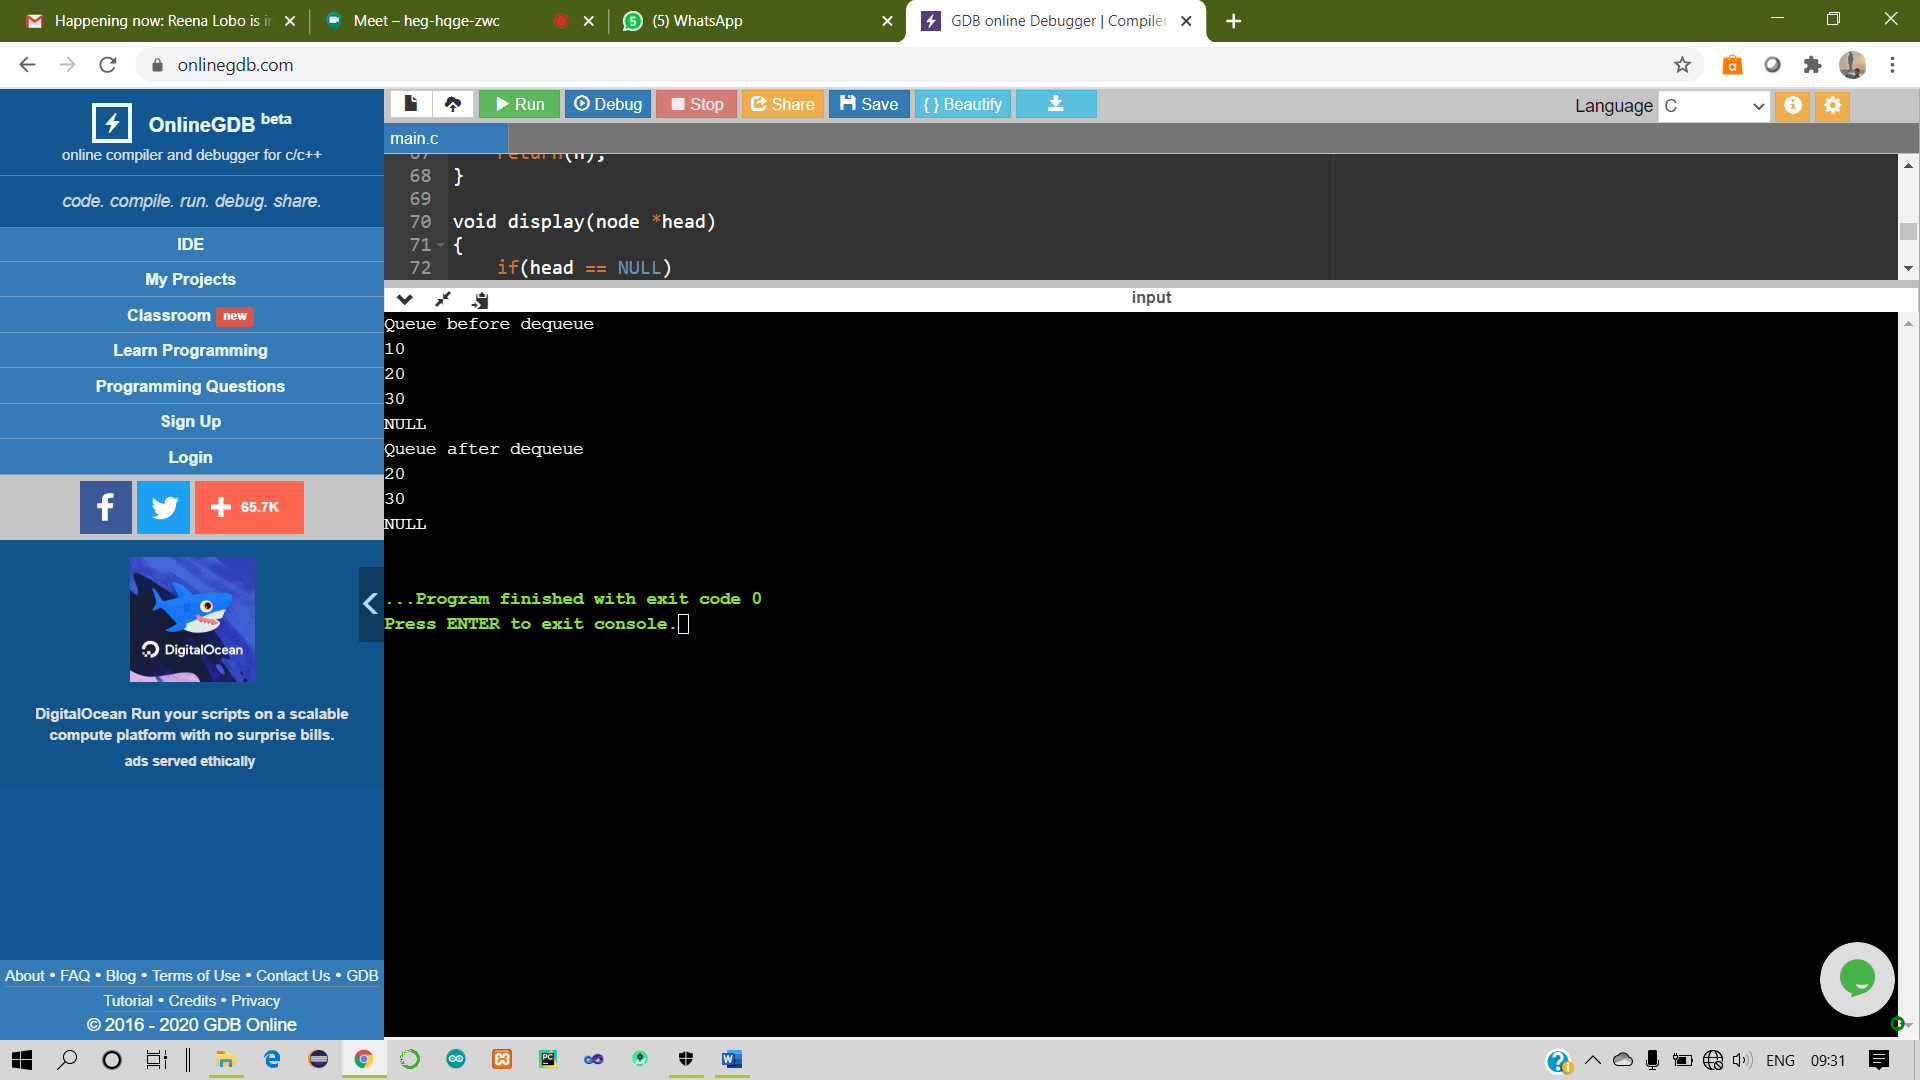 Happening now: Reena Lobo is in
Meet – heg-hqge-zwc
(5) WhatsApp
GDB online Debugger | Compiler
onlinegdb.com
OnlineGDB beta
online compiler and debugger for c/c++
code. compile. run. debug. share.
IDE
My Projects
Classroom new
Learn Programming
Programming Questions
Sign Up
Login
65.7K
DigitalOcean
DigitalOcean Run your scripts on a scalable
compute platform with no surprise bills.
ads served ethically
About • FAQ • Blog • Terms of Use • Contact Us • GDB
Tutorial • Credits • Privacy
© 2016 - 2020 GDB Online
Run Debug Stop Share Save { } Beautify
Language C
main.c
67 return(h);
68 }
69
70 void display(node *head)
71 {
72 if(head == NULL)
input
Queue before dequeue
10
20
30
NULL
Queue after dequeue
20
30
NULL
...Program finished with exit code 0
Press ENTER to exit console.
ENG 09:31